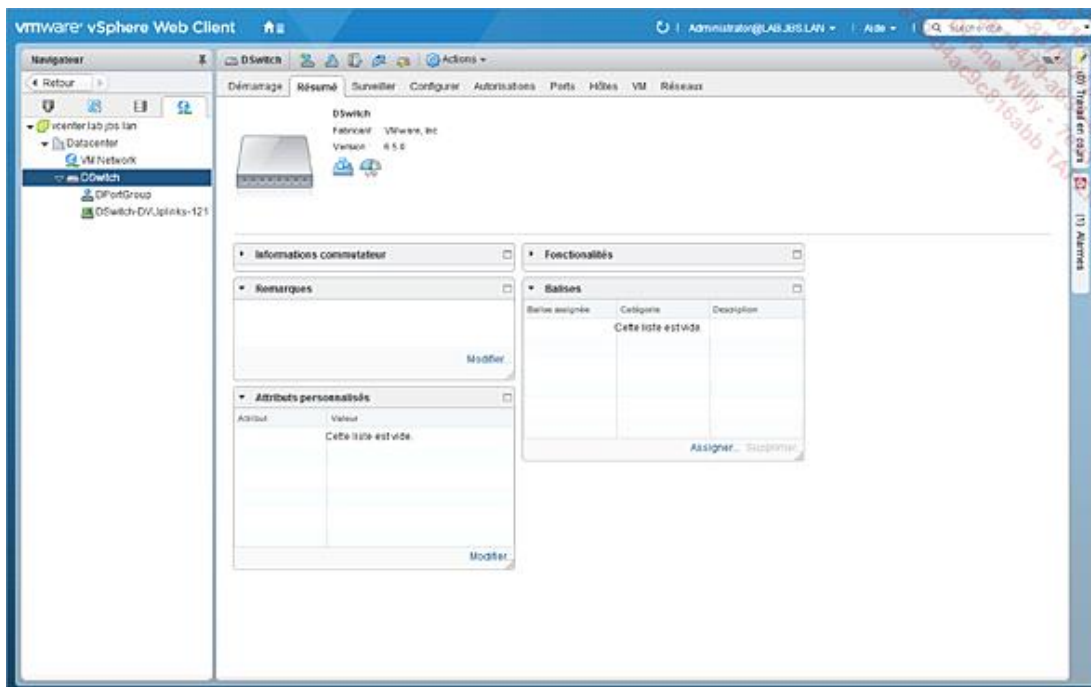 vmware® vSphere Web Client
Administrator@LAB.JBS.LAN
Aide
Navigateur
Retour
vcenter.lab.jbs.lan
Datacenter
VM Network
DSwitch
DPortGroup
DSwitch-DVUplinks-121
DSwitch
Actions
Démarrage Résumé Surveiller Configurer Autorisations Ports Hôtes VM Réseaux
DSwitch
Fabricant VMware, Inc
Version 6.5.0
Informations commutateur
Fonctionnalités
Remarques
Modifier...
Balises
Balise assignée Catégorie Description
Cette liste est vide.
Assigner... Supprimer
Attributs personnalisés
Attribut Valeur
Cette liste est vide.
Modifier...
(0) Travail en cours
(1) Alarmes